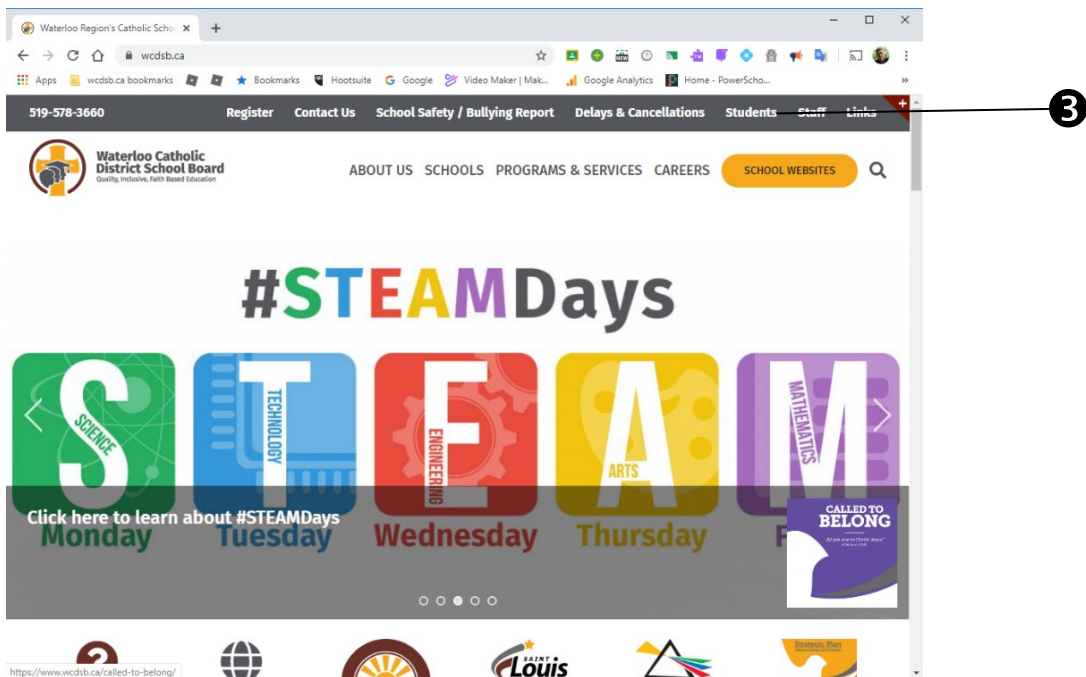 Waterloo Region's Catholic Scho
wcdsb.ca
Apps wcdsb.ca bookmarks Bookmarks Hootsuite Google Video Maker | Mak... Google Analytics Home - PowerScho... »
519-578-3660 Register Contact Us School Safety / Bullying Report Delays & Cancellations Students Staff Links +
3
Waterloo Catholic
District School Board
Quality, Inclusive, Faith Based Education
ABOUT US SCHOOLS PROGRAMS & SERVICES CAREERS SCHOOL WEBSITES
#STEAMDays
S T E A M
SCIENCE TECHNOLOGY ENGINEERING ARTS MATHEMATICS
Click here to learn about #STEAMDays
Monday Tuesday Wednesday Thursday F
CALLED TO
BELONG
?
SAINT
Louis
Strategic Plan
https://www.wcdsb.ca/called-to-belong/